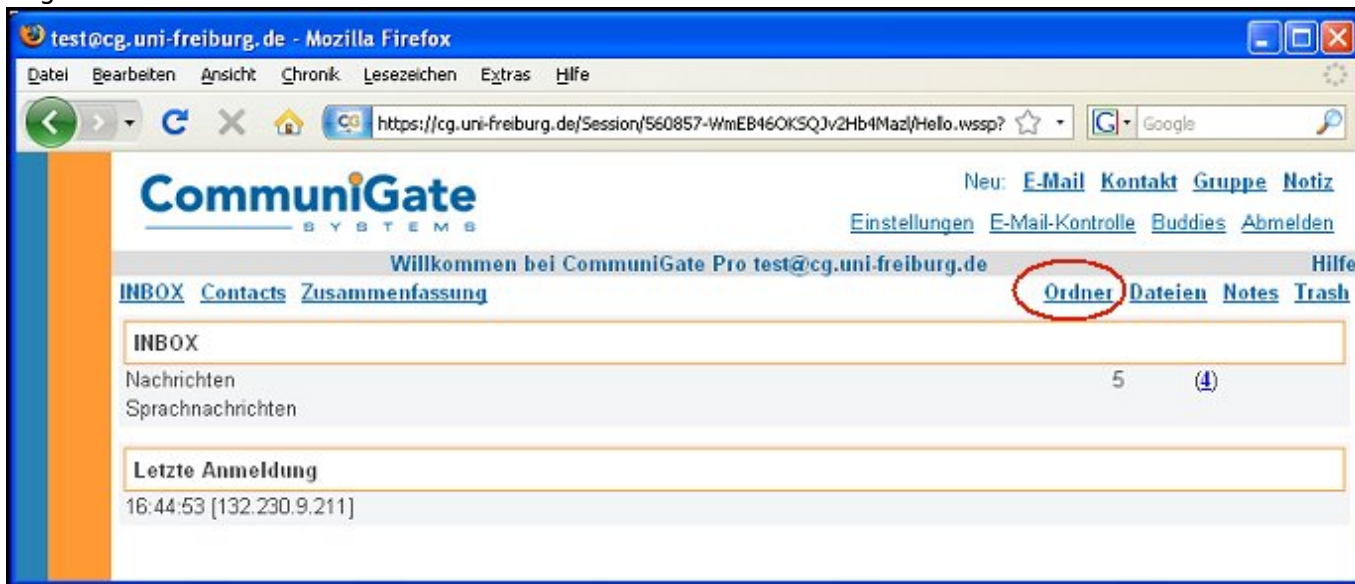 test@cg.uni-freiburg.de - Mozilla Firefox
Datei Bearbeiten Ansicht Chronik Lesezeichen Extras Hilfe
CG https://cg.uni-freiburg.de/Session/560857-WmEB46OKSQJv2Hb4Mazl/Hello.wssp? G Google
CommuniGate
SYSTEMS
Neu: E-Mail Kontakt Gruppe Notiz
Einstellungen E-Mail-Kontrolle Buddies Abmelden
Willkommen bei CommuniGate Pro test@cg.uni-freiburg.de Hilfe
INBOX Contacts Zusammenfassung Ordner Dateien Notes Trash
INBOX
Nachrichten 5 (4)
Sprachnachrichten
Letzte Anmeldung
16:44:53 [132.230.9.211]